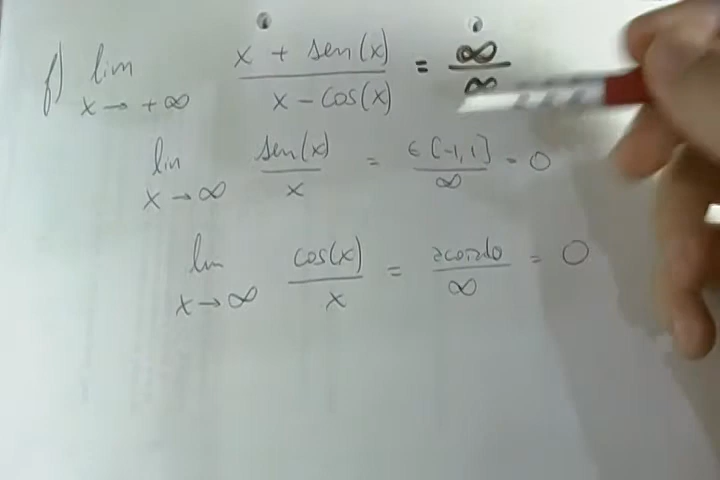 f) lim x→+∞ x + sen(x) / x - cos(x) = ∞ / ∞
lim x→∞ sen(x) / x = ∈ [-1,1] / ∞ = 0
lim x→∞ cos(x) / x = acotado / ∞ = 0